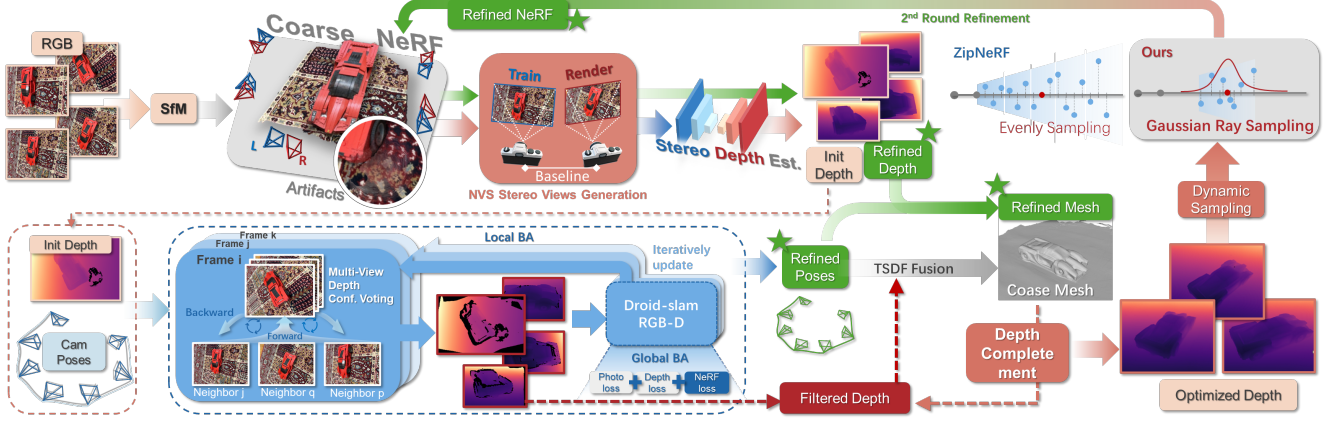 RGB
SfM
Coarse NeRF
L
R
Artifacts
Refined NeRF
Train
Render
Baseline
NVS Stereo Views Generation
Stereo Depth Est.
Init
Depth
Refined
Depth
2nd Round Refinement
ZipNeRF
Evenly Sampling
Ours
Gaussian Ray Sampling
Dynamic
Sampling
Init Depth
Cam
Poses
Frame k
Frame j
Frame i
Multi-View
Depth
Conf. Voting
Backward
Forward
Neighbor j
Neighbor q
Neighbor p
Local BA
Iteratively
update
Droid-slam
RGB-D
Global BA
Photo
loss
+
Depth
loss
+
NeRF
loss
Refined
Poses
TSDF Fusion
Refined Mesh
Coase Mesh
Filtered Depth
Depth
Complete
ment
Optimized Depth